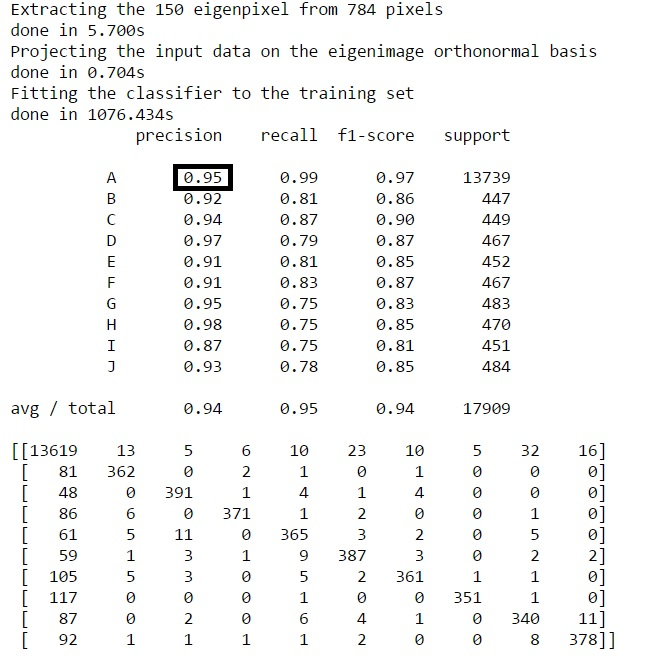 Extracting the 150 eigenpixel from 784 pixels
done in 5.700s
Projecting the input data on the eigenimage orthonormal basis
done in 0.704s
Fitting the classifier to the training set
done in 1076.434s
precision recall f1-score support
A 0.95 0.99 0.97 13739
B 0.92 0.81 0.86 447
C 0.94 0.87 0.90 449
D 0.97 0.79 0.87 467
E 0.91 0.81 0.85 452
F 0.91 0.83 0.87 467
G 0.95 0.75 0.83 483
H 0.98 0.75 0.85 470
I 0.87 0.75 0.81 451
J 0.93 0.78 0.85 484
avg / total 0.94 0.95 0.94 17909
[[13619 13 5 6 10 23 10 5 32 16]
[ 81 362 0 2 1 0 1 0 0 0]
[ 48 0 391 1 4 1 4 0 0 0]
[ 86 6 0 371 1 2 0 0 1 0]
[ 61 5 11 0 365 3 2 0 5 0]
[ 59 1 3 1 9 387 3 0 2 2]
[ 105 5 3 0 5 2 361 1 1 0]
[ 117 0 0 0 1 0 0 351 1 0]
[ 87 0 2 0 6 4 1 0 340 11]
[ 92 1 1 1 1 2 0 0 8 378]]